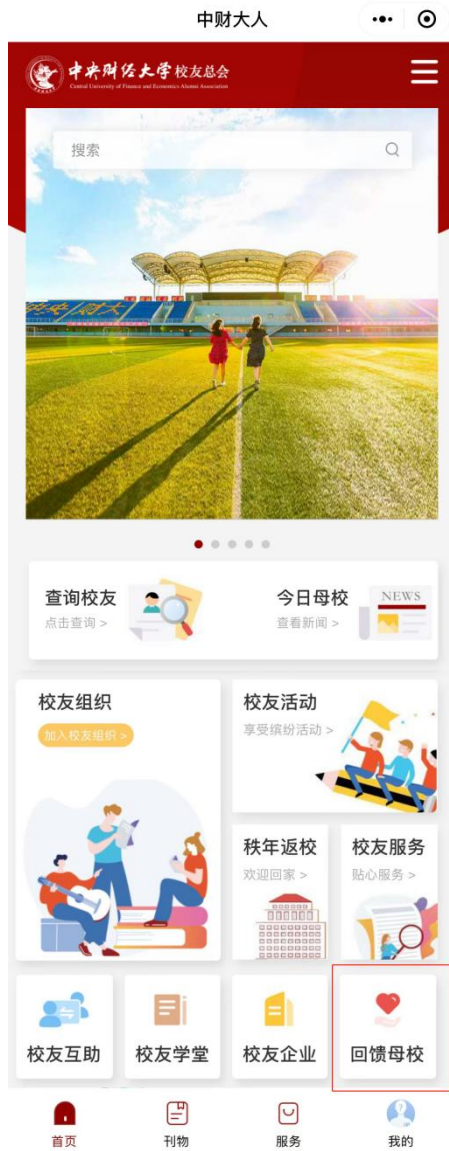 中财大人
中央财经大学校友总会
Central University of Finance and Economics Alumni Association
搜索
查询校友
点击查询 >
今日母校
查看新闻 >
NEWS
校友组织
加入校友组织 >
校友活动
享受缤纷活动 >
秩年返校
欢迎回家 >
校友服务
贴心服务 >
校友互助
校友学堂
校友企业
回馈母校
首页
刊物
服务
我的